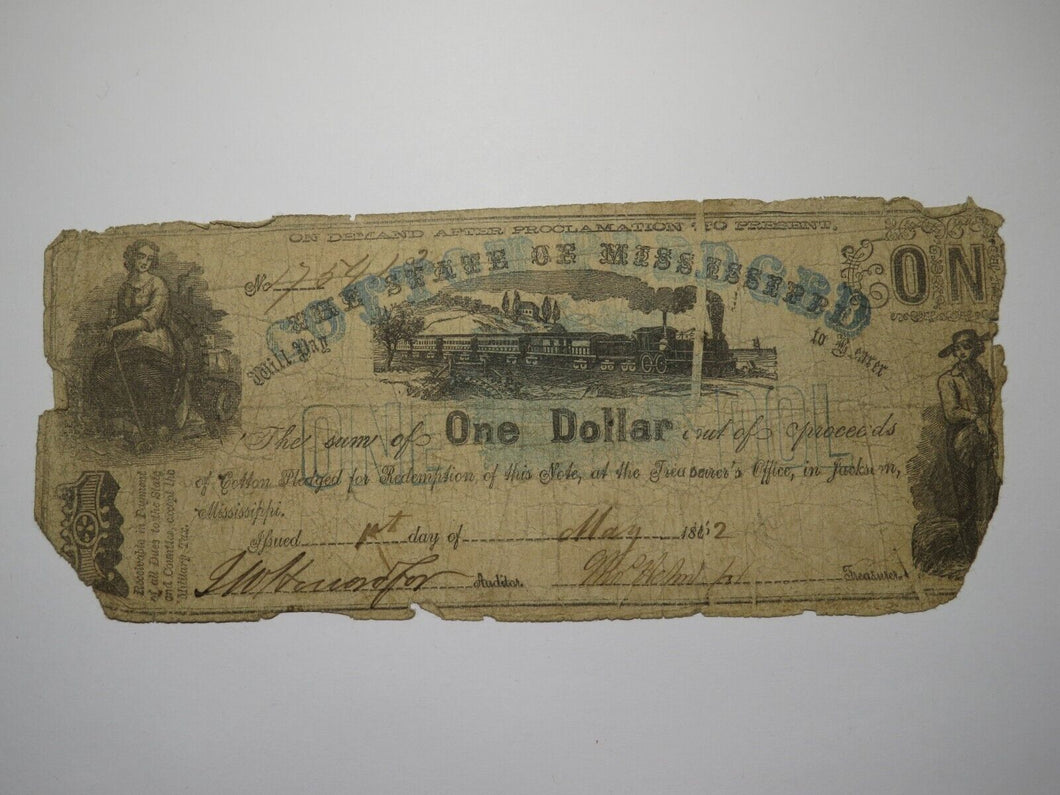 ON DEMAND AFTER PROCLAMATION TO PRESENT,
No
THE STATE OF MISSISSIPPI
COTTON PLEDGED
Will Pay
to Bearer
ON
ONE DOL
The sum of One Dollar out of proceeds
of Cotton Pledged for Redemption of this Note, at the Treasurer's Office, in Jackson,
Mississippi.
Issued 1st day of May 1862
Auditor.
Treasurer.
Receivable in Payment
of all Dues to the State
and Counties, except the
Military Tax.
1